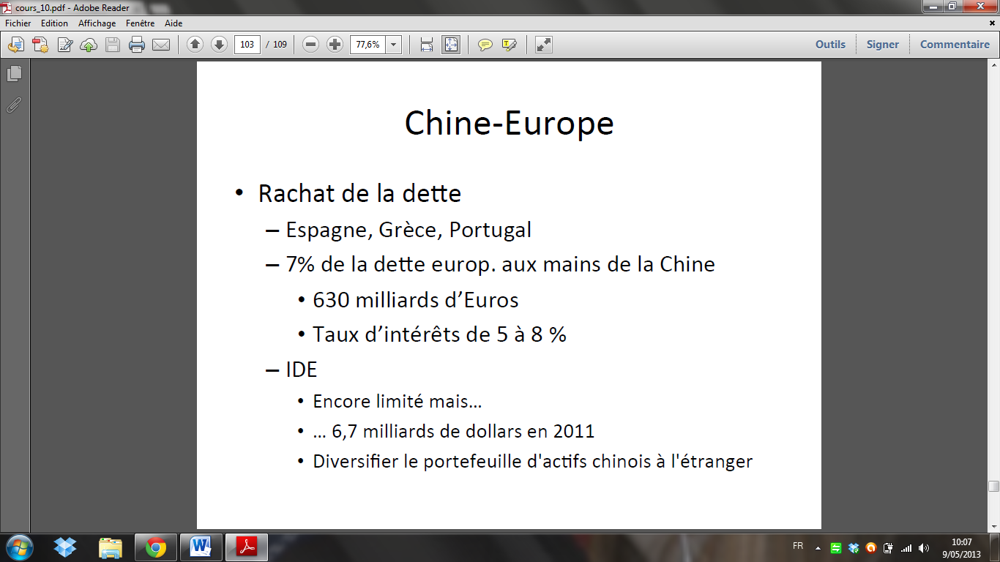 cours_10.pdf - Adobe Reader
Fichier Edition Affichage Fenêtre Aide
103 / 109 77,6% Outils Signer Commentaire
Chine-Europe
• Rachat de la dette
– Espagne, Grèce, Portugal
– 7% de la dette europ. aux mains de la Chine
• 630 milliards d’Euros
• Taux d’intérêts de 5 à 8 %
– IDE
• Encore limité mais…
• … 6,7 milliards de dollars en 2011
• Diversifier le portefeuille d'actifs chinois à l'étranger
FR
10:07
9/05/2013